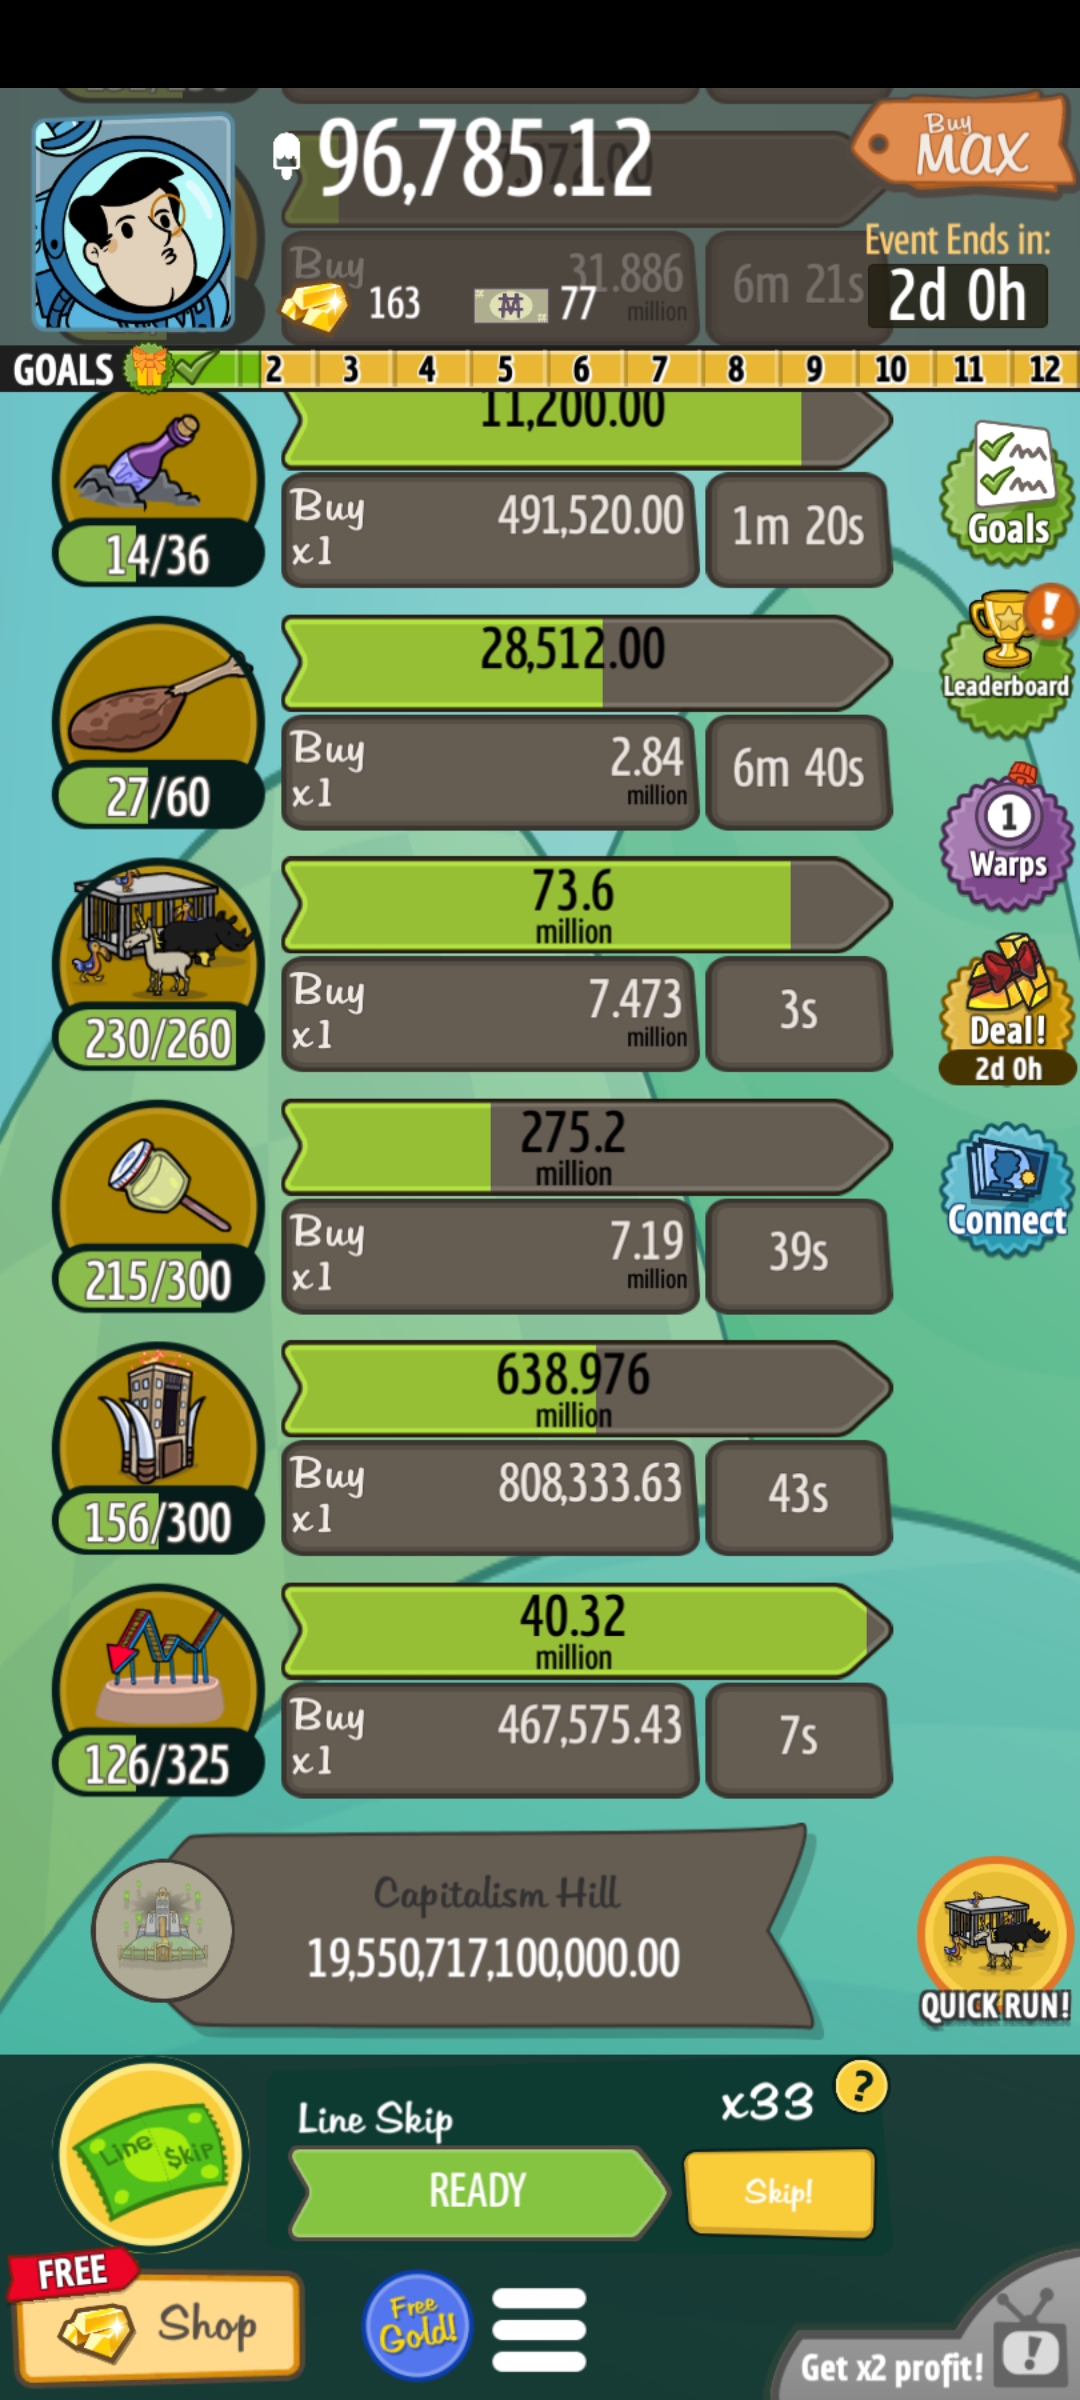 96,785.12
Buy
MAX
Event Ends in:
2d 0h
Buy
31.886
million
6m 21s
163
77
GOALS 2 3 4 5 6 7 8 9 10 11 12
11,200.00
14/36
Buy
x1
491,520.00
1m 20s
Goals
28,512.00
27/60
Buy
x1
2.84
million
6m 40s
!
Leaderboard
1
Warps
73.6
million
230/260
Buy
x1
7.473
million
3s
Deal!
2d 0h
275.2
million
215/300
Buy
x1
7.19
million
39s
Connect
638.976
million
156/300
Buy
x1
808,333.63
43s
40.32
million
126/325
Buy
x1
467,575.43
7s
Capitalism Hill
19,550,717,100,000.00
QUICK RUN!
Line $kip
Line Skip
x33
?
READY
Skip!
FREE
Shop
Free
Gold!
Get x2 profit!
!